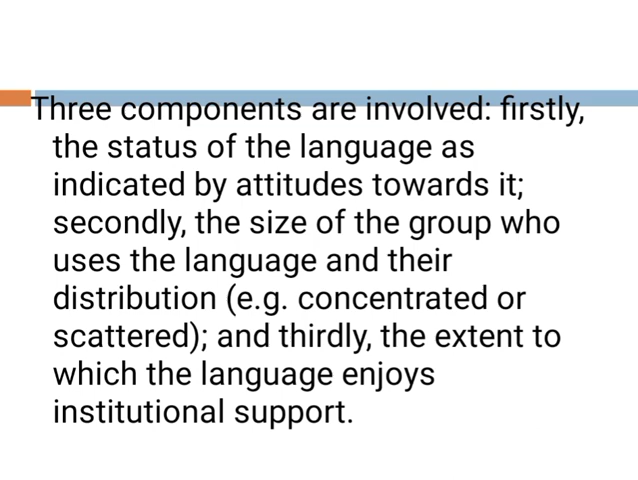 Three components are involved: firstly,
the status of the language as
indicated by attitudes towards it;
secondly, the size of the group who
uses the language and their
distribution (e.g. concentrated or
scattered); and thirdly, the extent to
which the language enjoys
institutional support.